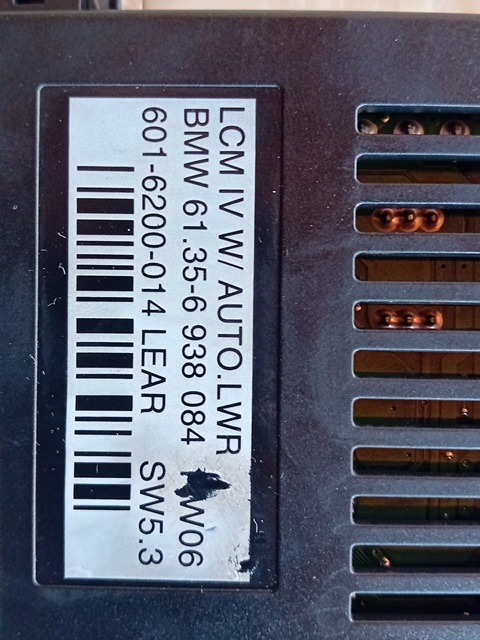 LCM IV W/ AUTO.LWR
BMW 61.35-6 938 084 W06
601-6200-014 LEAR SW5.3